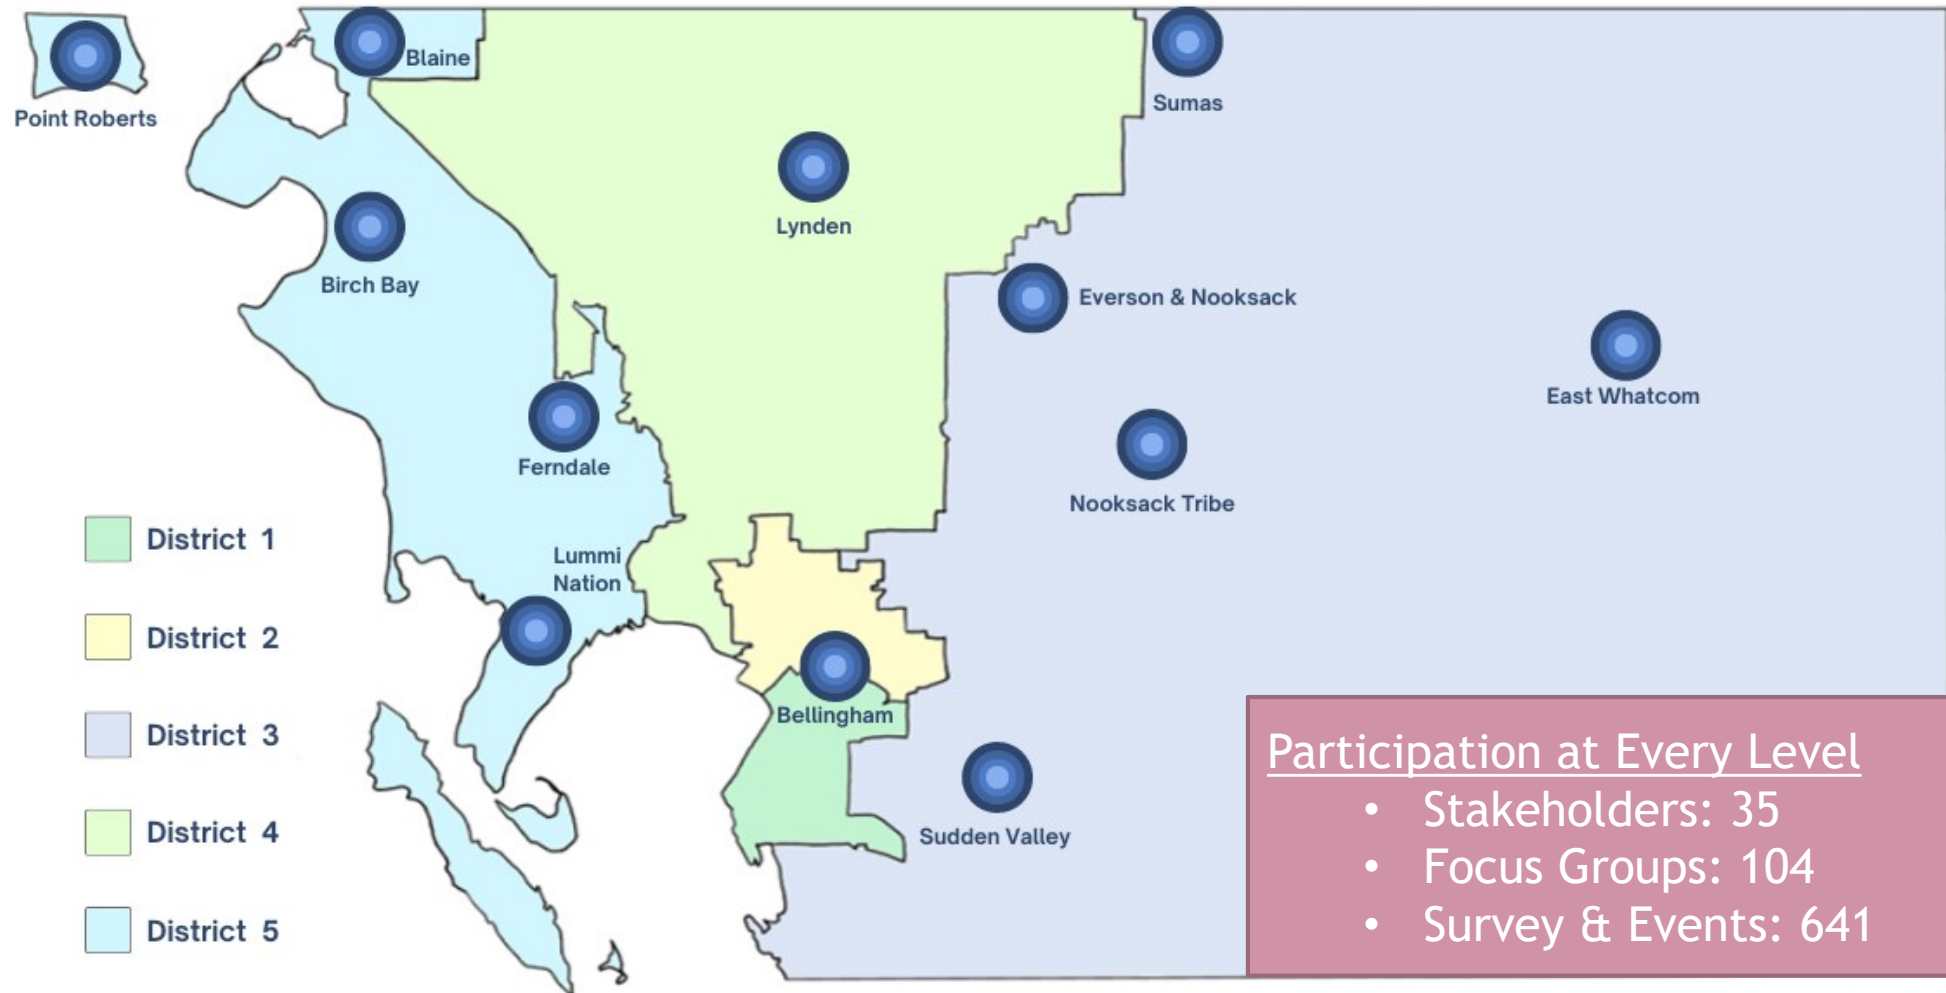 Blaine
Sumas
Point Roberts
Lynden
Birch Bay
Everson & Nooksack
East Whatcom
Ferndale
Nooksack Tribe
Lummi
Nation
Bellingham
Sudden Valley
District 1
District 2
District 3
District 4
District 5
Participation at Every Level
• Stakeholders: 35
• Focus Groups: 104
• Survey & Events: 641